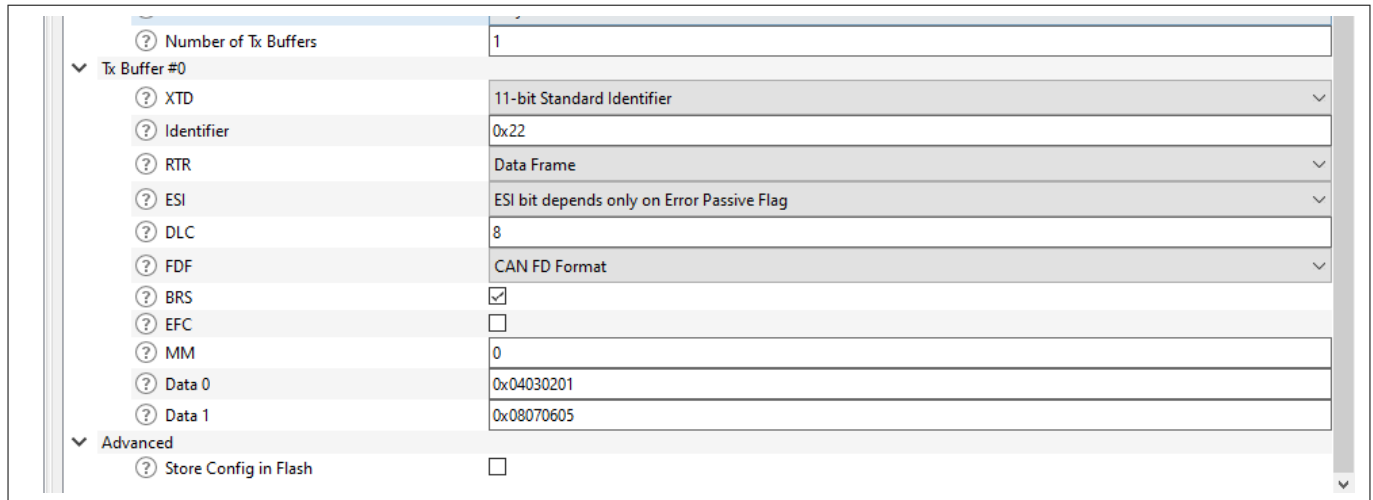 Number of Tx Buffers 1
Tx Buffer #0
XTD 11-bit Standard Identifier
Identifier 0x22
RTR Data Frame
ESI ESI bit depends only on Error Passive Flag
DLC 8
FDF CAN FD Format
BRS
EFC
MM 0
Data 0 0x04030201
Data 1 0x08070605
Advanced
Store Config in Flash